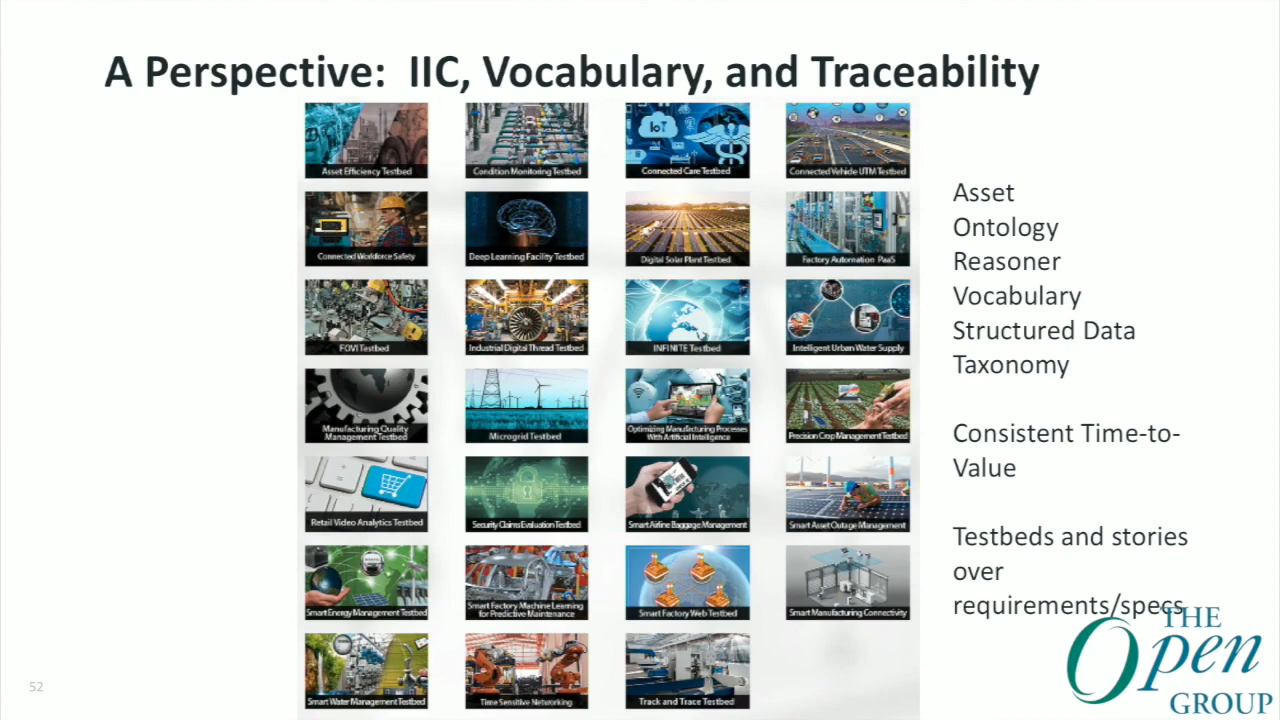 A Perspective: IIC, Vocabulary, and Traceability
Asset Efficiency Testbed
Condition Monitoring Testbed
IoT
Connected Care Testbed
Connected Vehicle UTM Testbed
Connected Workforce Safety
Deep Learning Facility Testbed
Digital Solar Plant Testbed
Factory Automation PaaS
FOVI Testbed
Industrial Digital Thread Testbed
INFINITE Testbed
Intelligent Urban Water Supply
Manufacturing Quality
Management Testbed
Microgrid Testbed
Optimizing Manufacturing Processes
With Artificial Intelligence
Precision Crop Management Testbed
Retail Video Analytics Testbed
Security Claims Evaluation Testbed
Smart Airline Baggage Management
Smart Asset Outage Management
Smart Energy Management Testbed
Smart Factory Machine Learning
for Predictive Maintenance
Smart Factory Web Testbed
Smart Manufacturing Connectivity
Smart Water Management Testbed
Time Sensitive Networking
Track and Trace Testbed
Asset
Ontology
Reasoner
Vocabulary
Structured Data
Taxonomy
Consistent Time-to-
Value
Testbeds and stories
over
requirements/specs
THE
Open
GROUP
52